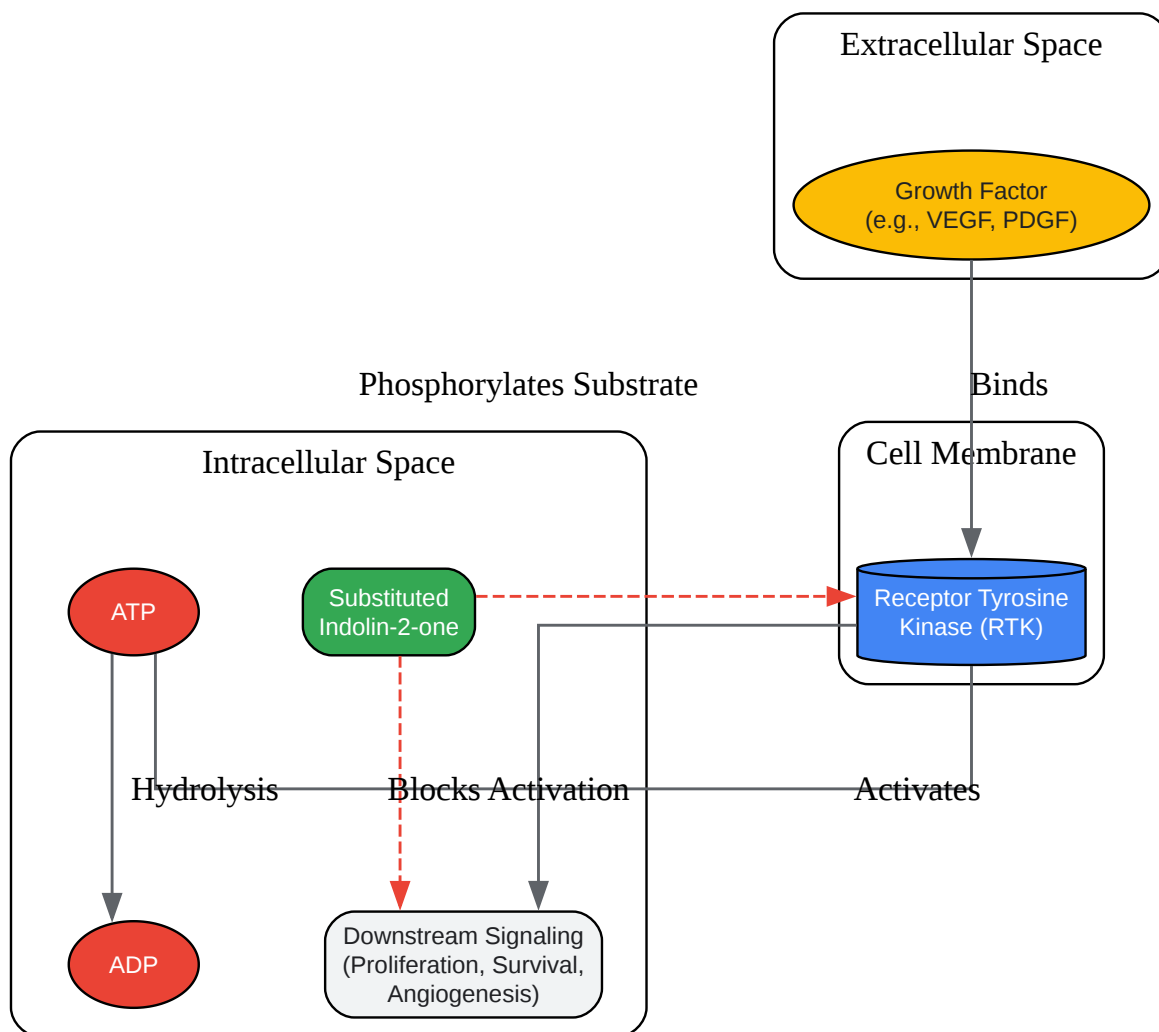 Extracellular Space
Growth Factor
(e.g., VEGF, PDGF)
Phosphorylates Substrate
Binds
Intracellular Space
Cell Membrane
ATP
Substituted
Indolin-2-one
Receptor Tyrosine
Kinase (RTK)
Hydrolysis
Blocks Activation
Activates
ADP
Downstream Signaling
(Proliferation, Survival,
Angiogenesis)